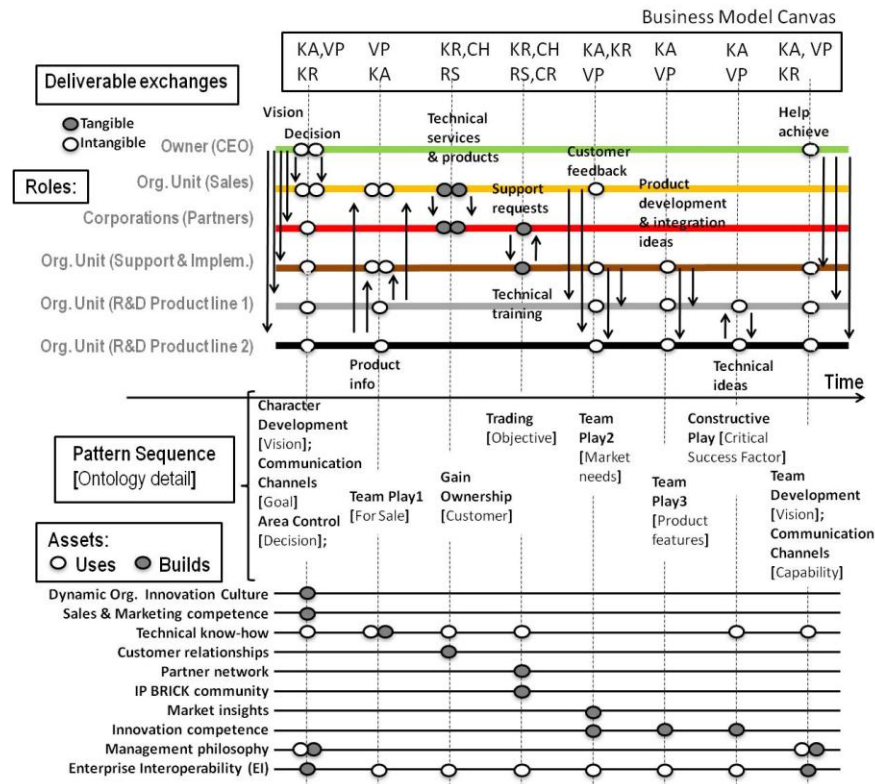 Business Model Canvas
KA,VP VP KR,CH KR,CH KA,KR KA KA KA, VP
KR KA RS RS,CR VP VP VP KR
Deliverable exchanges
Tangible
Intangible
Vision
Decision
Technical
services
& products
Help
achieve
Owner (CEO)
Customer
feedback
Roles:
Org. Unit (Sales)
Support
requests
Product
development
& integration
ideas
Corporations (Partners)
Org. Unit (Support & Implem.)
Technical
training
Org. Unit (R&D Product line 1)
Org. Unit (R&D Product line 2)
Product
info
Technical
ideas
Time
Pattern Sequence
[Ontology detail]
Character
Development
[Vision];
Communication
Channels
[Goal]
Area Control
[Decision];
Team Play1
[For Sale]
Gain
Ownership
[Customer]
Trading
[Objective]
Team
Play2
[Market
needs]
Team
Play3
[Product
features]
Constructive
Play [Critical
Success Factor]
Team
Development
[Vision];
Communication
Channels
[Capability]
Assets:
Uses Builds
Dynamic Org. Innovation Culture
Sales & Marketing competence
Technical know-how
Customer relationships
Partner network
IP BRICK community
Market insights
Innovation competence
Management philosophy
Enterprise Interoperability (EI)